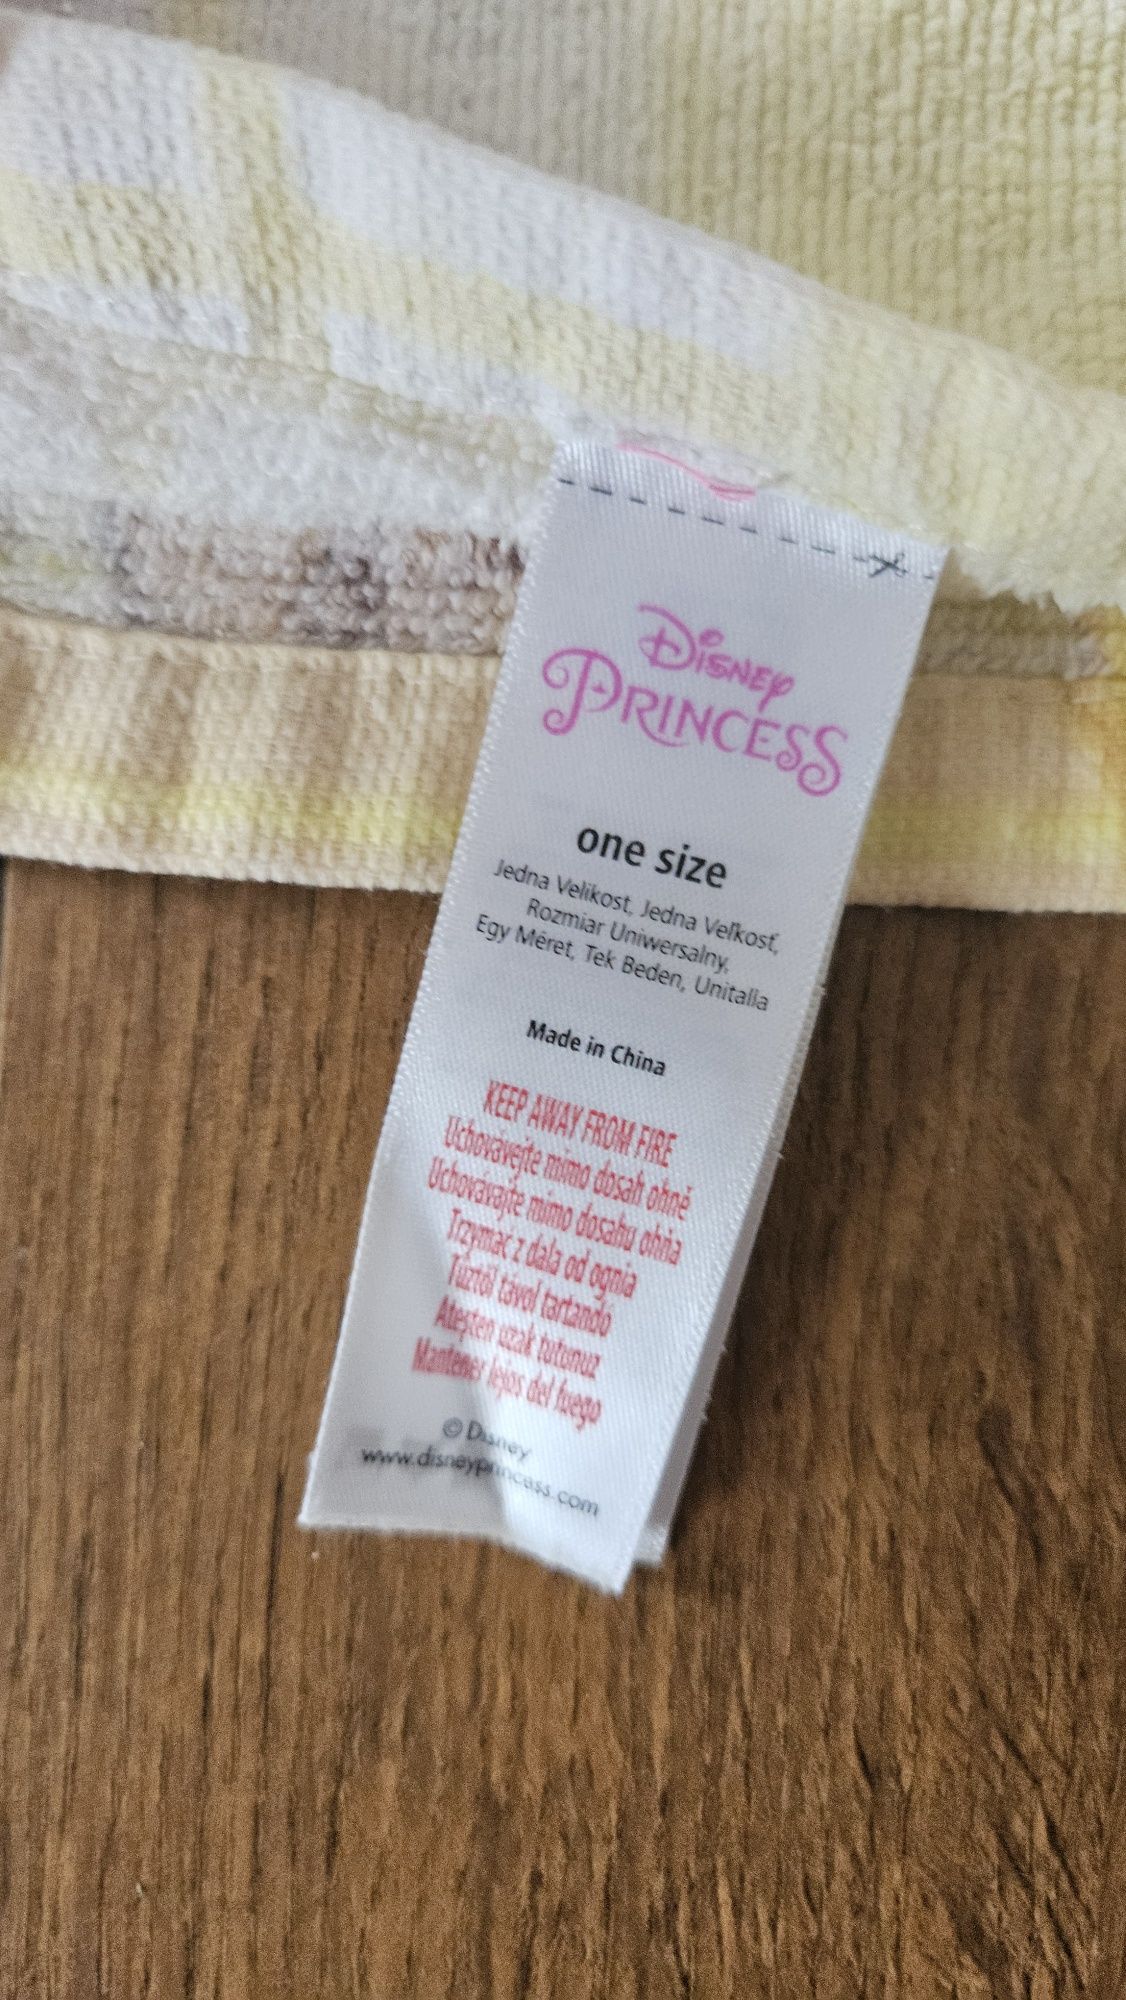 Disney
PRINCESS
one size
Jedna Velikost, Jedna Veľkosť,
Rozmiar Uniwersalny,
Egy Méret, Tek Beden, Unitalla
Made in China
KEEP AWAY FROM FIRE
Uchovávejte mimo dosah ohně
Uchovávajte mimo dosahu ohňa
Trzymać z dala od ognia
Tűztől távol tartandó
Ateşten uzak tutunuz
Mantener lejos del fuego
© Disney
www.disneyprincess.com